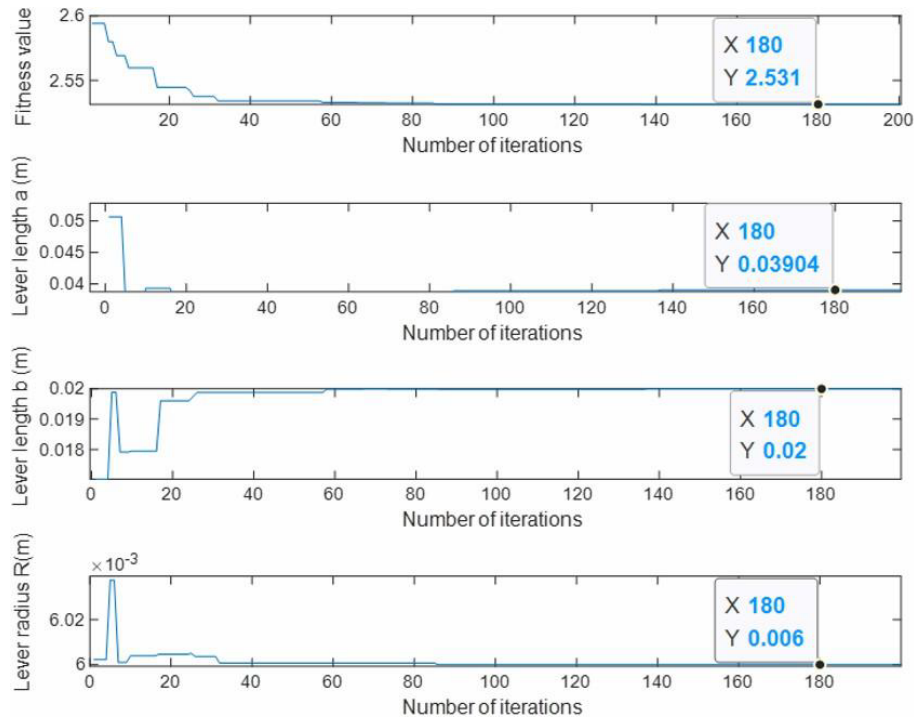 Fitness value
2.6
2.55
X 180
Y 2.531
20 40 60 80 100 120 140 160 180 200
Number of iterations
Lever length a (m)
0.05
0.045
0.04
X 180
Y 0.03904
0 20 40 60 80 100 120 140 160 180
Number of iterations
Lever length b (m)
0.02
0.019
0.018
X 180
Y 0.02
0 20 40 60 80 100 120 140 160 180
Number of iterations
Lever radius R(m)
× 10⁻³
6.02
6
X 180
Y 0.006
0 20 40 60 80 100 120 140 160 180
Number of iterations